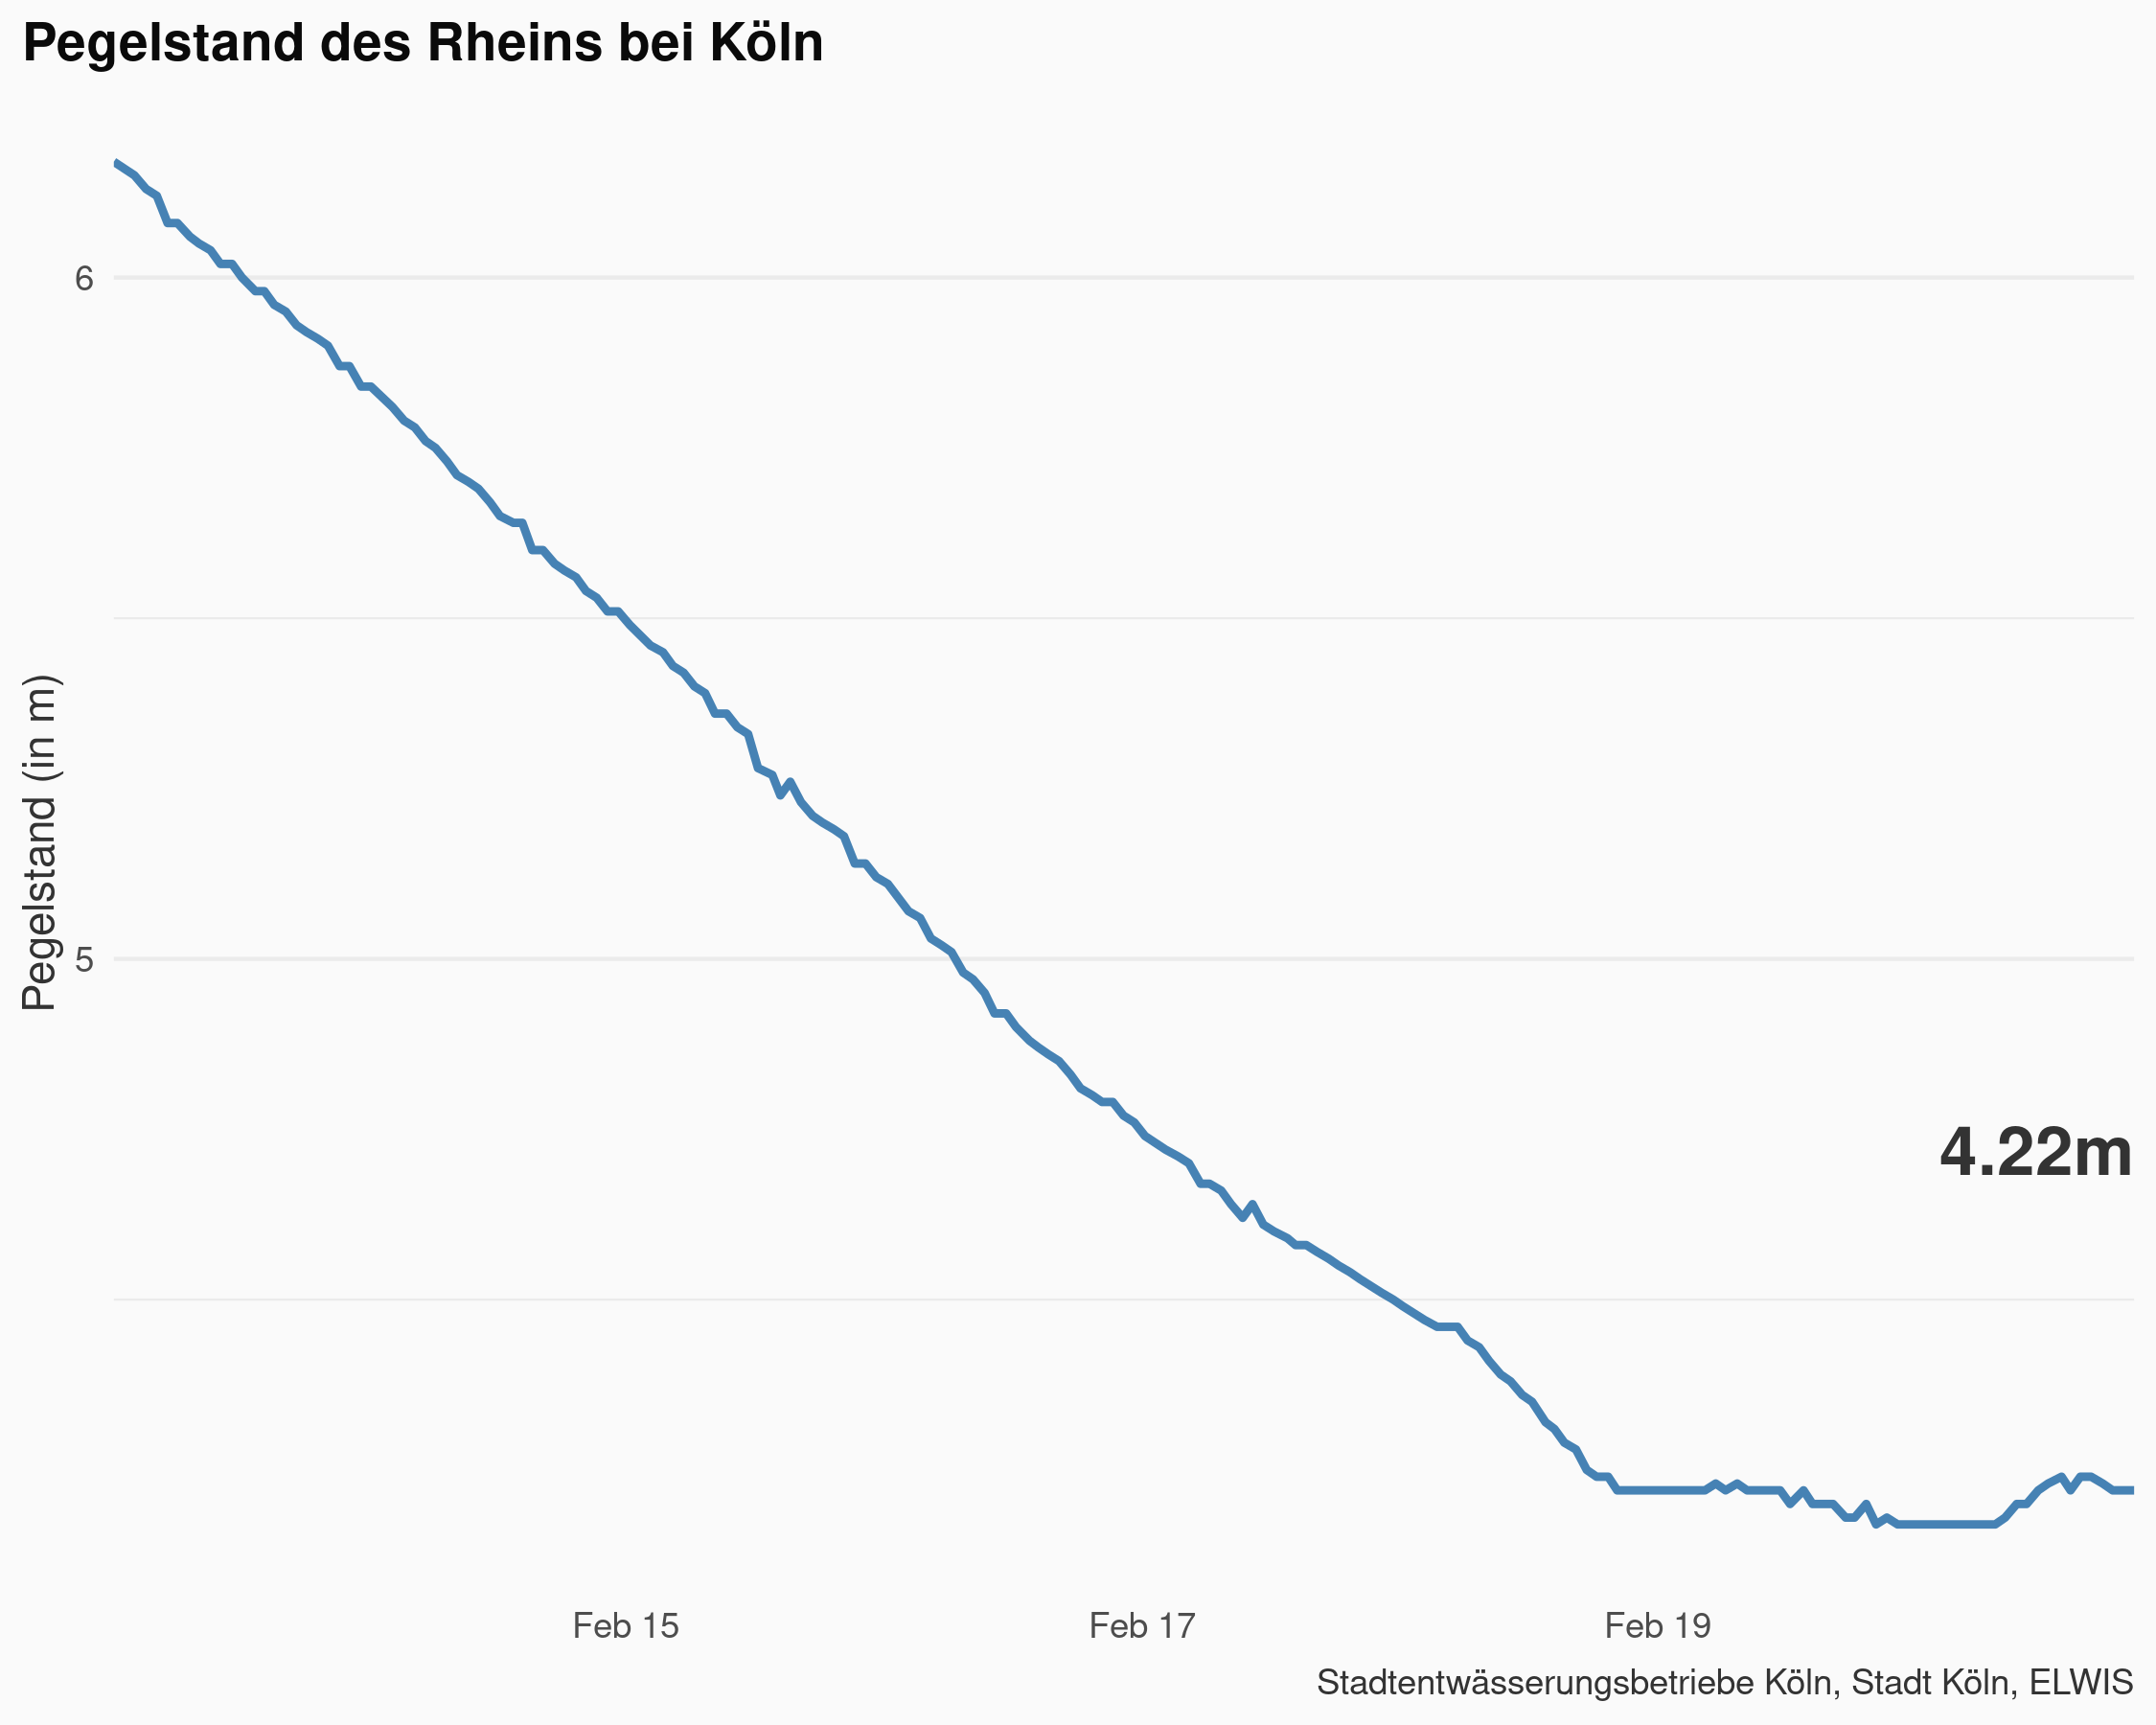 Pegelstand des Rheins bei Köln
Pegelstand (in m)
6
5
4.22m
Feb 15
Feb 17
Feb 19
Stadtentwässerungsbetriebe Köln, Stadt Köln, ELWIS